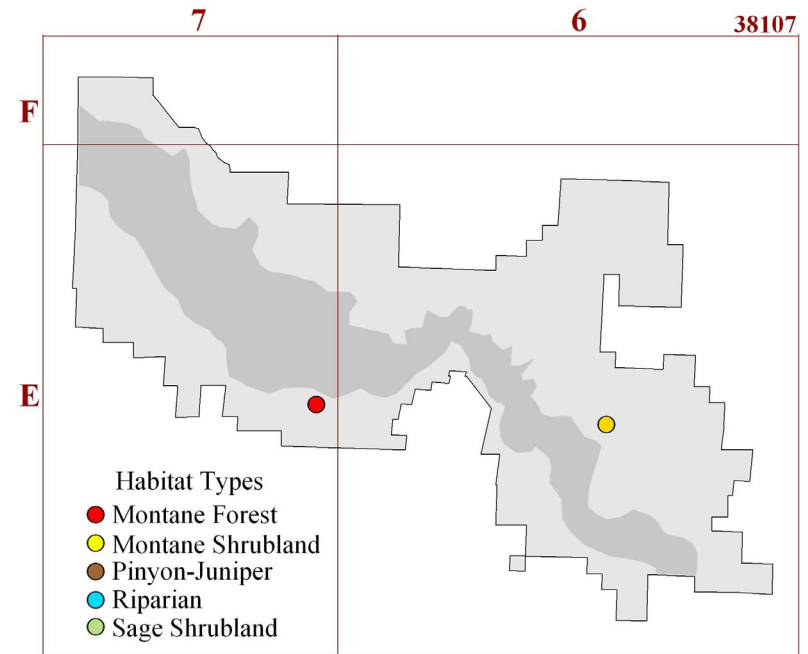 7 6 38107
F
E
Habitat Types
Montane Forest
Montane Shrubland
Pinyon-Juniper
Riparian
Sage Shrubland